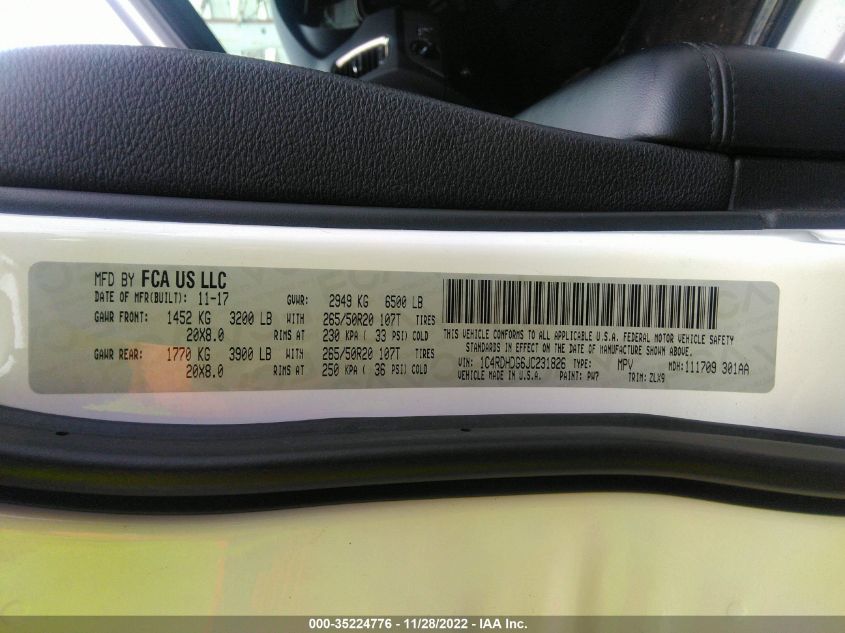 MFD BY FCA US LLC
DATE OF MFR(BUILT): 11-17 GVWR: 2949 KG 6500 LB
GAWR FRONT: 1452 KG 3200 LB WITH 265/50R20 107T TIRES
20X8.0 RIMS AT 230 KPA ( 33 PSI) COLD
GAWR REAR: 1770 KG 3900 LB WITH 265/50R20 107T TIRES
20X8.0 RIMS AT 250 KPA ( 36 PSI) COLD
THIS VEHICLE CONFORMS TO ALL APPLICABLE U.S.A. FEDERAL MOTOR VEHICLE SAFETY
STANDARDS IN EFFECT ON THE DATE OF MANUFACTURE SHOWN ABOVE.
VIN: 1C4RDHDG6JC231826 TYPE: MPV MDH: 111709 301AA
VEHICLE MADE IN U.S.A. PAINT: PW7 TRIM: ZLX9
000-35224776 - 11/28/2022 - IAA Inc.